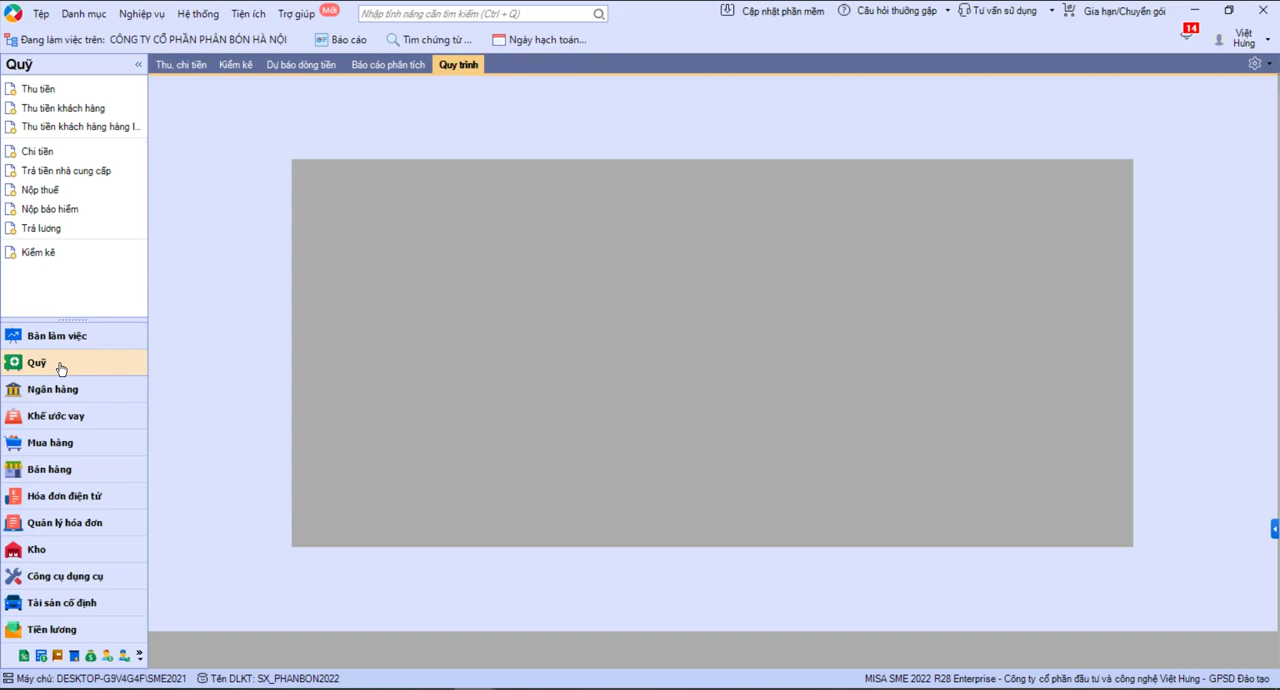 Tệp Danh mục Nghiệp vụ Hệ thống Tiện ích Trợ giúp Mới Nhập tính năng cần tìm kiếm (Ctrl + Q) Cập nhật phần mềm Câu hỏi thường gặp Tư vấn sử dụng Gia hạn/Chuyển gói
Đang làm việc trên: CÔNG TY CỔ PHẦN PHÂN BÓN HÀ NỘI Báo cáo Tìm chứng từ ... Ngày hạch toán... 14 Việt Hưng
Quỹ «
Thu, chi tiền Kiểm kê Dự báo dòng tiền Báo cáo phân tích Quy trình
Thu tiền
Thu tiền khách hàng
Thu tiền khách hàng hàng l...
Chi tiền
Trả tiền nhà cung cấp
Nộp thuế
Nộp bảo hiểm
Trả lương
Kiểm kê
Bàn làm việc
Quỹ
Ngân hàng
Khế ước vay
Mua hàng
Bán hàng
Hóa đơn điện tử
Quản lý hóa đơn
Kho
Công cụ dụng cụ
Tài sản cố định
Tiền lương
Máy chủ: DESKTOP-G9V4G4F\SME2021 Tên DLKT: SX_PHANBON2022 MISA SME 2022 R28 Enterprise - Công ty cổ phần đầu tư và công nghệ Việt Hưng - GPSD Đào tạo